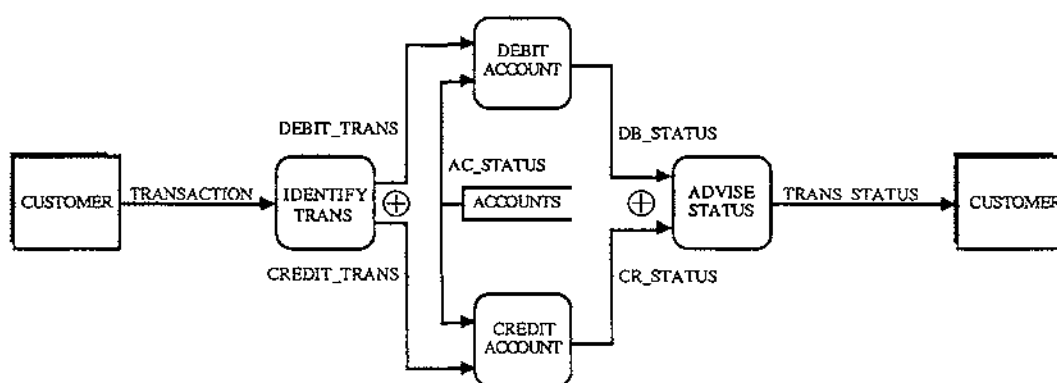 DEBIT
ACCOUNT
DEBIT_TRANS
DB_STATUS
AC_STATUS
CUSTOMER
TRANSACTION
IDENTIFY
TRANS
ACCOUNTS
ADVISE
STATUS
TRANS_STATUS
CUSTOMER
CREDIT_TRANS
CR_STATUS
CREDIT
ACCOUNT